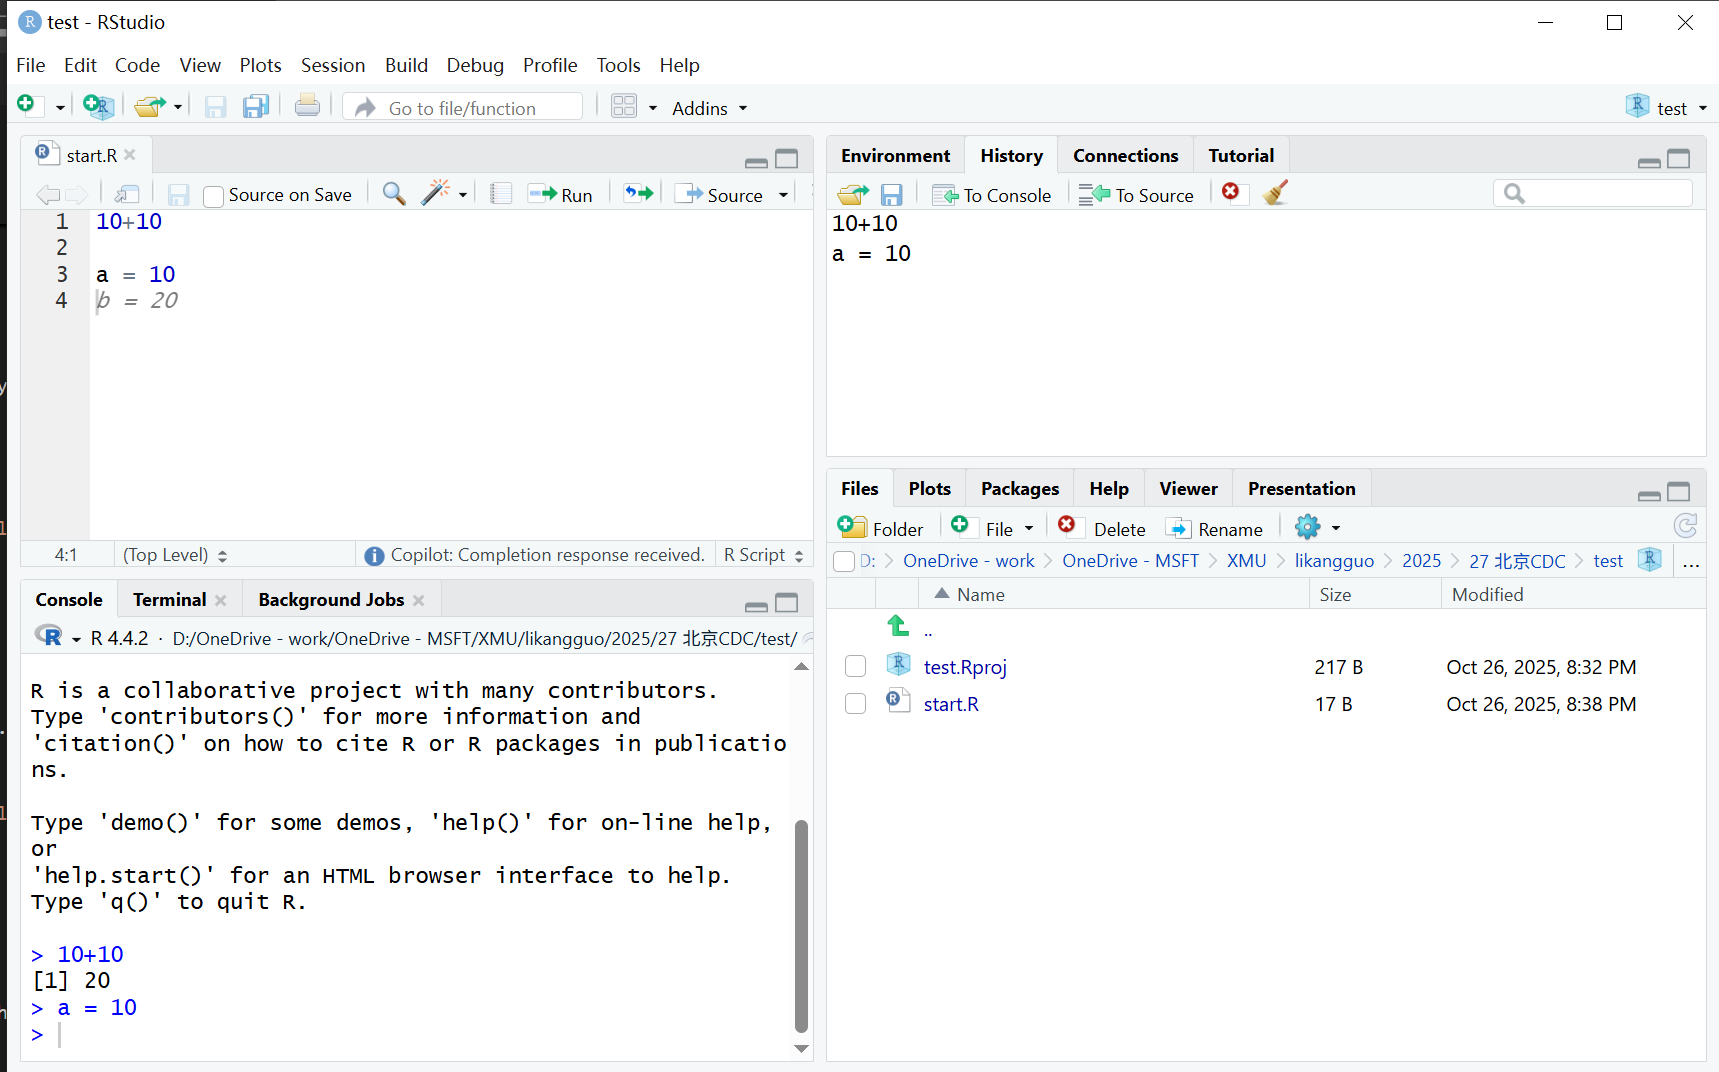 test - RStudio
File Edit Code View Plots Session Build Debug Profile Tools Help
Go to file/function Addins test
start.R
Source on Save Run Source
1 10+10
2
3 a = 10
4 b = 20
4:1 (Top Level) Copilot: Completion response received. R Script
Console Terminal Background Jobs
R 4.4.2 · D:/OneDrive - work/OneDrive - MSFT/XMU/likangguo/2025/27 北京CDC/test/
R is a collaborative project with many contributors.
Type 'contributors()' for more information and
'citation()' on how to cite R or R packages in publicatio
ns.
Type 'demo()' for some demos, 'help()' for on-line help,
or
'help.start()' for an HTML browser interface to help.
Type 'q()' to quit R.
> 10+10
[1] 20
> a = 10
>
Environment History Connections Tutorial
To Console To Source
10+10
a = 10
Files Plots Packages Help Viewer Presentation
Folder File Delete Rename
D: OneDrive - work OneDrive - MSFT XMU likangguo 2025 27 北京CDC test ...
Name Size Modified
..
test.Rproj 217 B Oct 26, 2025, 8:32 PM
start.R 17 B Oct 26, 2025, 8:38 PM